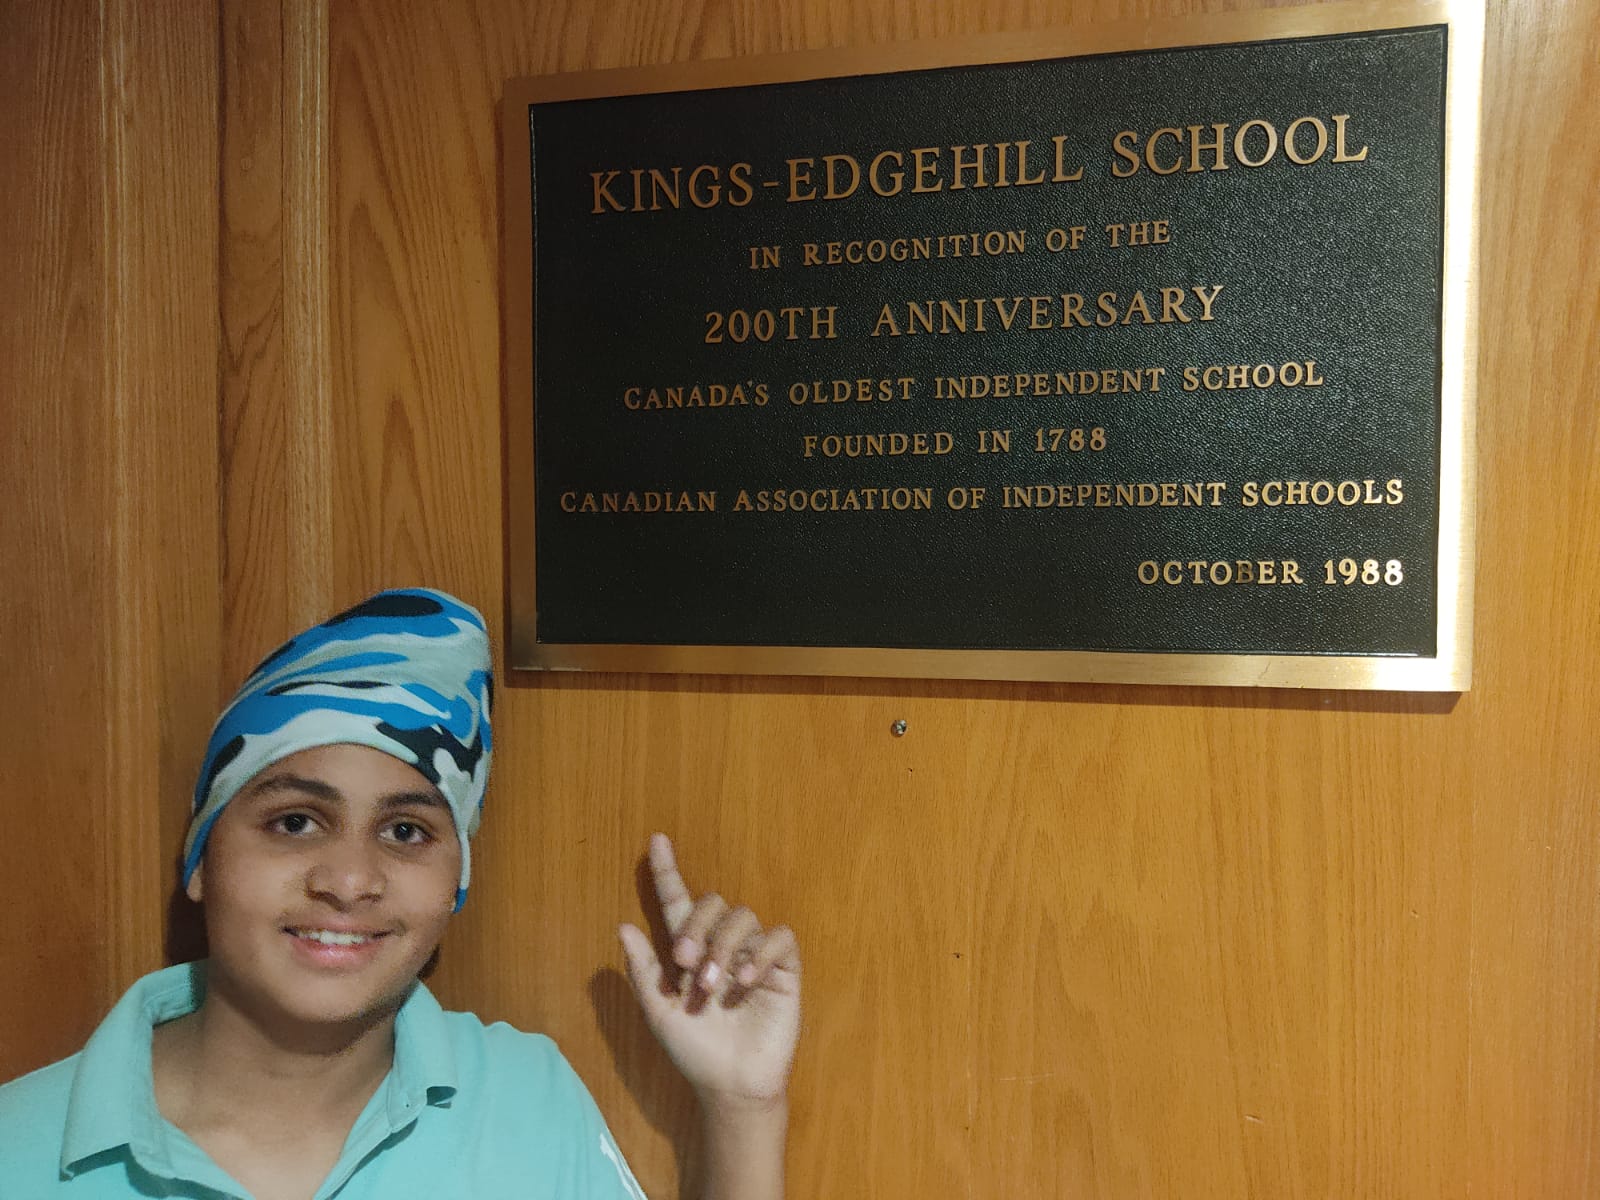 KINGS-EDGEHILL SCHOOL
IN RECOGNITION OF THE
200TH ANNIVERSARY
CANADA'S OLDEST INDEPENDENT SCHOOL
FOUNDED IN 1788
CANADIAN ASSOCIATION OF INDEPENDENT SCHOOLS
OCTOBER 1988